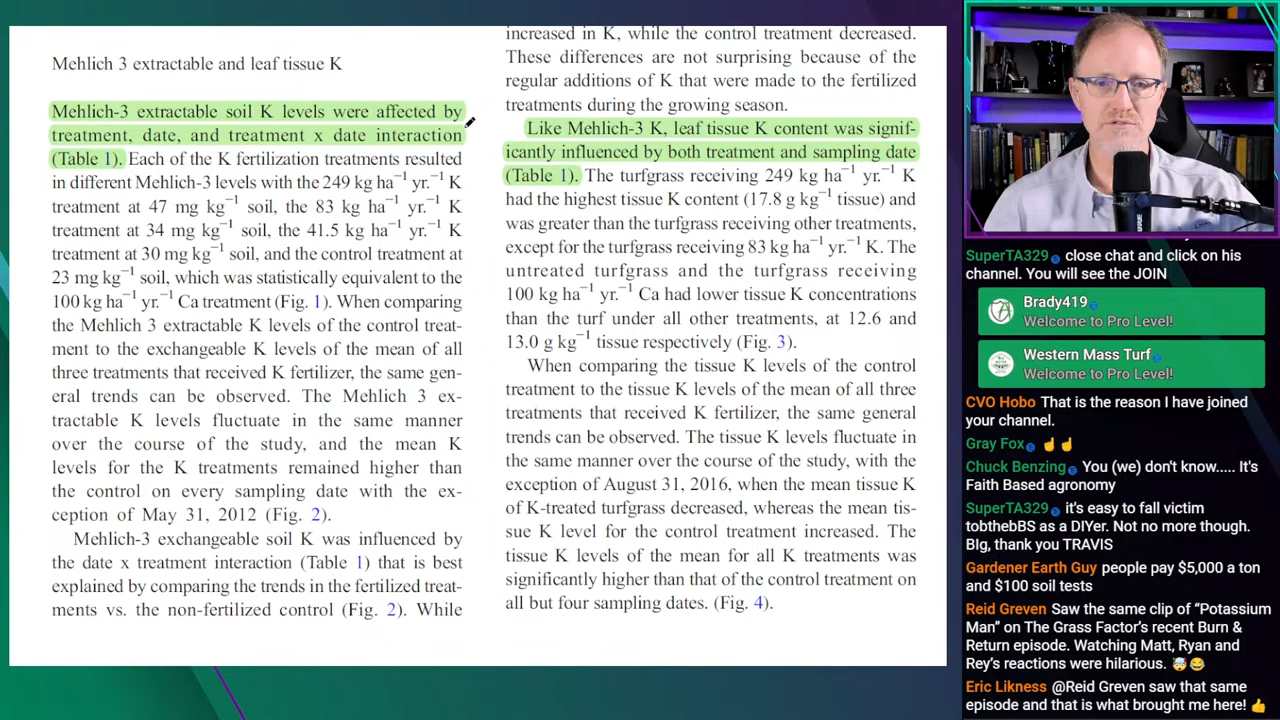 Mehlich 3 extractable and leaf tissue K
Mehlich-3 extractable soil K levels were affected by
treatment, date, and treatment x date interction
(Table 1). Each of the K fertilization treatments resulted
in different Mehlich-3 levels with the 249 kg ha⁻¹ yr.⁻¹ K
treatment at 47 mg kg⁻¹ soil, the 83 kg ha⁻¹ yr.⁻¹ K
treatment at 34 mg kg⁻¹ soil, the 41.5 kg ha⁻¹ yr.⁻¹ K
treatment at 30 mg kg⁻¹ soil, and the control treatment at
23 mg kg⁻¹ soil, which was statistically equivalent to the
100 kg ha⁻¹ yr.⁻¹ Ca treatment (Fig. 1). When comparing
the Mehlich 3 extractable K levels of the control treat-
ment to the exchangeable K levels of the mean of all
three treatments that received K fertilizer, the same gen-
eral trends can be observed. The Mehlich 3 ex-
tractable K levels fluctuate in the same manner
over the course of the study, and the mean K
levels for the K treatments remained higher than
the control on every sampling date with the ex-
ception of May 31, 2012 (Fig. 2).
Mehlich-3 exchangeable soil K was influenced by
the date x treatment interaction (Table 1) that is best
explained by comparing the trends in the fertilized treat-
ments vs. the non-fertilized control (Fig. 2). While
increased in K, while the control treatment decreased.
These differences are not surprising because of the
regular additions of K that were made to the fertilized
treatments during the growing season.
Like Mehlich-3 K, leaf tissue K content was signif-
icantly influenced by both treatment and sampling date
(Table 1). The turfgrass receiving 249 kg ha⁻¹ yr.⁻¹ K
had the highest tissue K content (17.8 g kg⁻¹ tissue) and
was greater than the turfgrass receiving other treatments,
except for the turfgrass receiving 83 kg ha⁻¹ yr.⁻¹ K. The
untreated turfgrass and the turfgrass receiving
100 kg ha⁻¹ yr.⁻¹ Ca had lower tissue K concentrations
than the turf under all other treatments, at 12.6 and
13.0 g kg⁻¹ tissue respectively (Fig. 3).
When comparing the tissue K levels of the control
treatment to the tissue K levels of the mean of all three
treatments that received K fertilizer, the same general
trends can be observed. The tissue K levels fluctuate in
the same manner over the course of the study, with the
exception of August 31, 2016, when the mean tissue K
of K-treated turfgrass decreased, whereas the mean tis-
sue K level for the control treatment increased. The
tissue K levels of the mean for all K treatments was
significantly higher than that of the control treatment on
all but four sampling dates. (Fig. 4).
SuperTA329 close chat and click on his
channel. You will see the JOIN
Brady419
Welcome to Pro Level!
Western Mass Turf
Welcome to Pro Level!
CVO Hobo That is the reason I have joined
your channel.
Gray Fox ☝️☝️
Chuck Benzing You (we) don't know..... It's
Faith Based agronomy
SuperTA329 it's easy to fall victim
tobthebBS as a DIYer. Not no more though.
BIg, thank you TRAVIS
Gardener Earth Guy people pay $5,000 a ton
and $100 soil tests
Reid Greven Saw the same clip of “Potassium
Man” on The Grass Factor’s recent Burn &
Return episode. Watching Matt, Ryan and
Rey’s reactions were hilarious. 🤯😂
Eric Likness @Reid Greven saw that same
episode and that is what brought me here! 👍